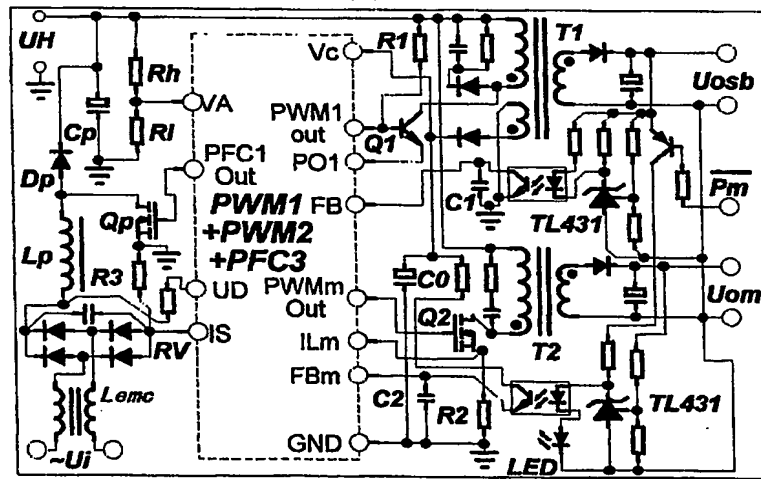 UH
Rh
Cp
Rl
Dp
Qp
Lp
R3
RV
Lemc
~Ui
VA
PFC1
Out
PWM1
+PWM2
+PFC3
UD
IS
Vc
PWM1
out
PO1
FB
PWMm
Out
ILm
FBm
GND
R1
Q1
C1
C0
Q2
C2
R2
T1
Uosb
Pm
TL431
T2
Uom
TL431
LED